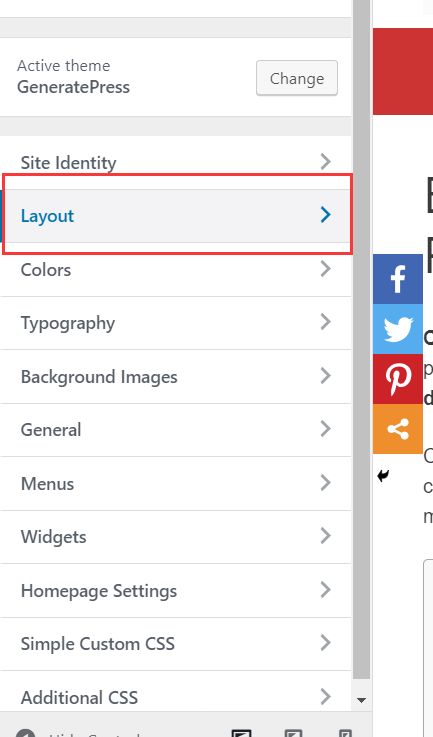 Active theme
GeneratePress
Change
Site Identity
Layout
Colors
Typography
Background Images
General
Menus
Widgets
Homepage Settings
Simple Custom CSS
Additional CSS